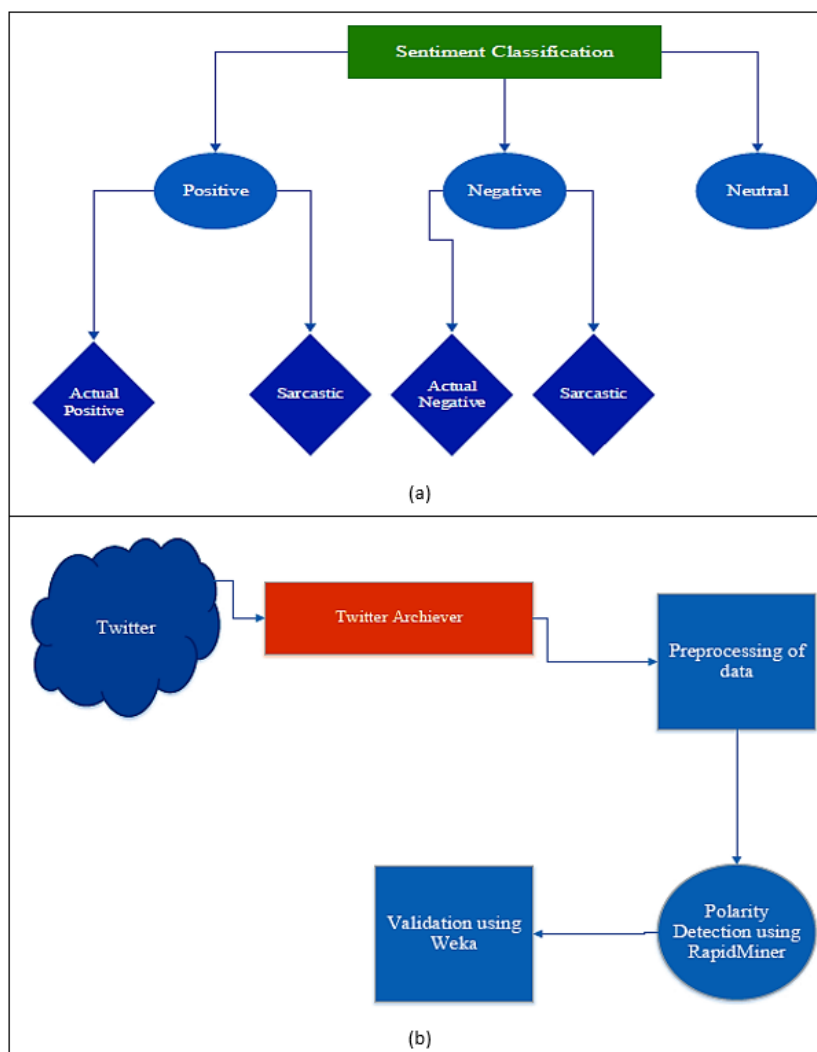 Sentiment Classification
Positive
Negative
Neutral
Actual
Positive
Sarcastic
Actual
Negative
Sarcastic
(a)
Twitter
Twitter Archiever
Preprocessing of
data
Polarity
Detection using
RapidMiner
Validation using
Weka
(b)